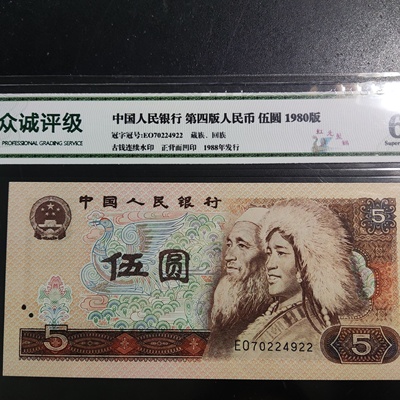 众诚评级
PROFESSIONAL GRADING SERVICE
中国人民银行 第四版人民币 伍圆 1980版
冠字冠号:EO70224922 藏族、回族
古钱连续水印 正背面凹印 1988年发行
6
Super
中国人民银行
5
伍圆
5
5
EO70224922